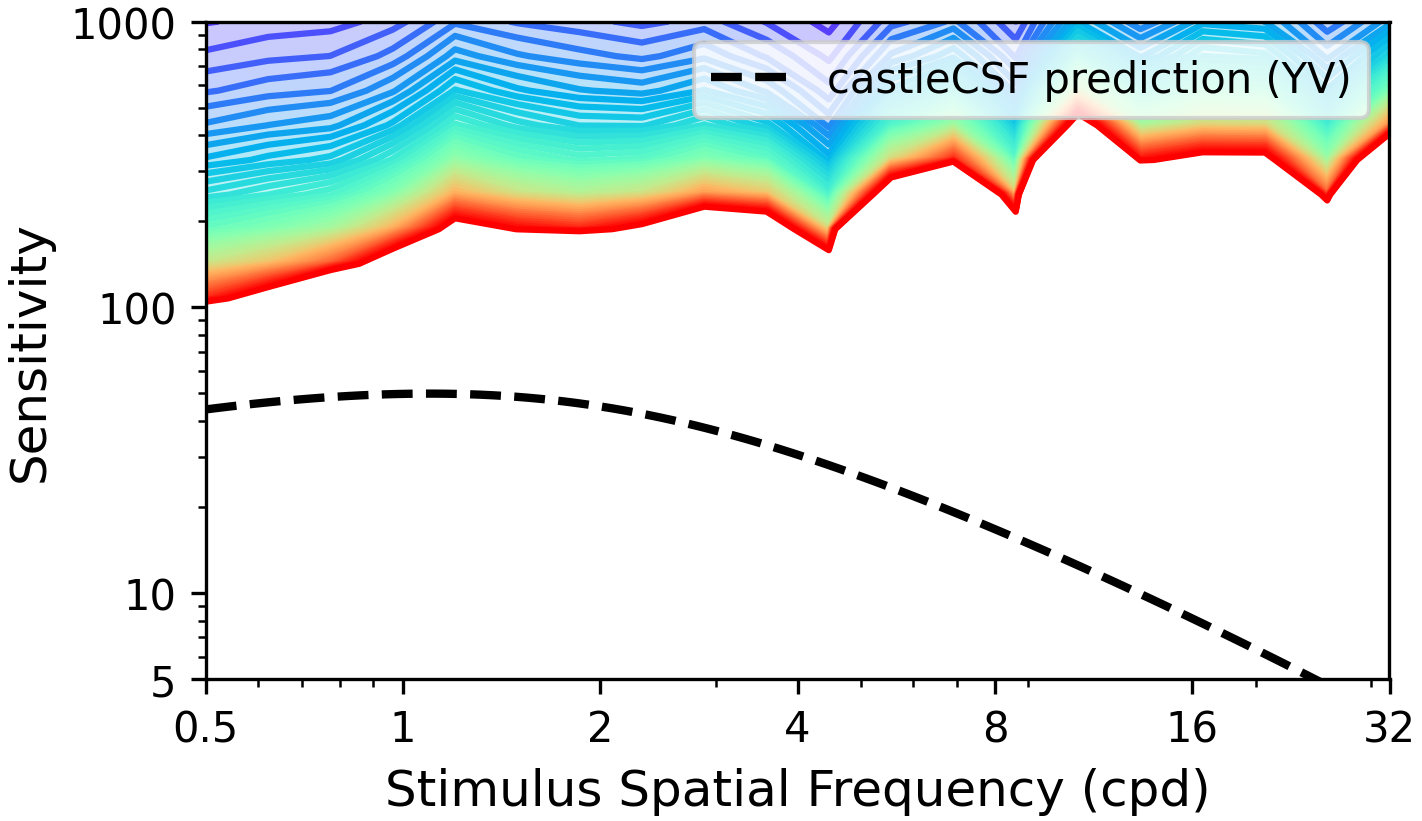 1000
100
10
5
Sensitivity
castleCSF prediction (YV)
0.5 1 2 4 8 16 32
Stimulus Spatial Frequency (cpd)